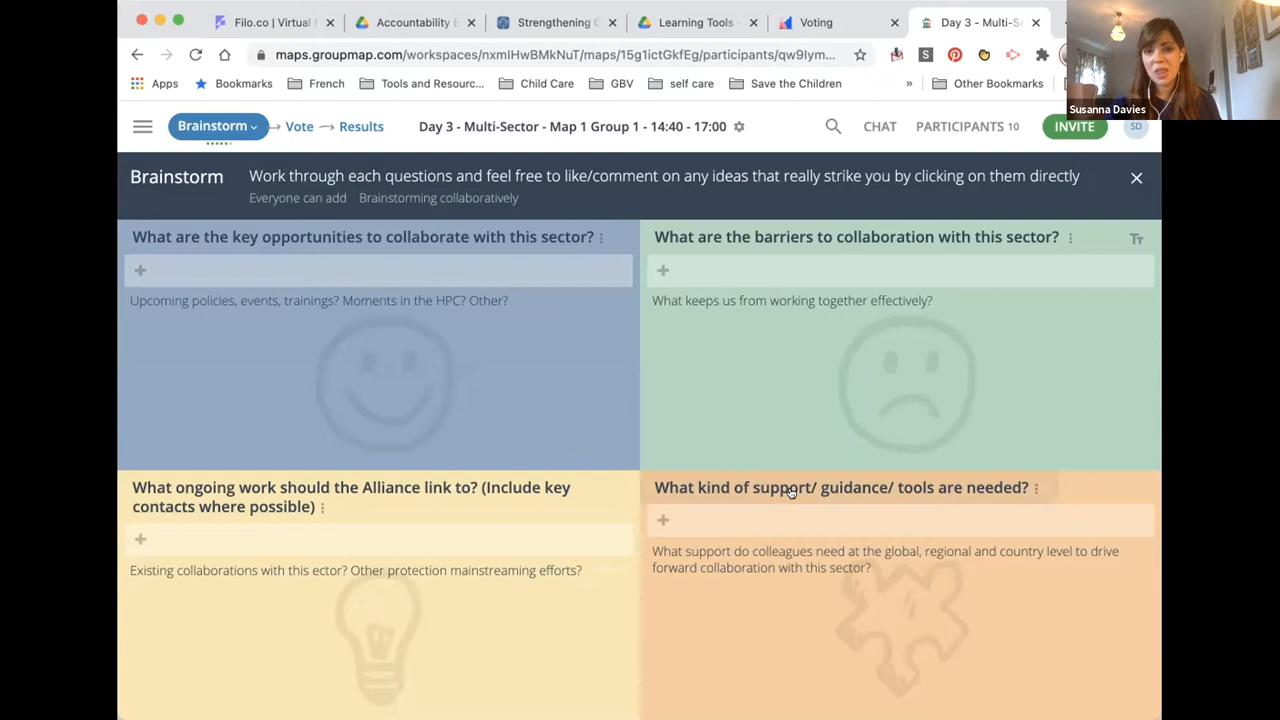 Filo.co | Virtual
Accountability
Strengthening
Learning Tools -
Voting
Day 3 - Multi-S
maps.groupmap.com/workspaces/nxmIHwBMkNuT/maps/15g1ictGkfEg/participants/qw9lym...
Apps
Bookmarks
French
Tools and Resourc...
Child Care
GBV
self care
Save the Children
»
Other Bookmarks
Susanna Davies
Brainstorm
Vote
Results
Day 3 - Multi-Sector - Map 1 Group 1 - 14:40 - 17:00
CHAT
PARTICIPANTS 10
INVITE
SD
Brainstorm
Work through each questions and feel free to like/comment on any ideas that really strike you by clicking on them directly
Everyone can add Brainstorming collaboratively
What are the key opportunities to collaborate with this sector?
+
Upcoming policies, events, trainings? Moments in the HPC? Other?
What are the barriers to collaboration with this sector?
Tт
+
What keeps us from working together effectively?
What ongoing work should the Alliance link to? (Include key
contacts where possible)
+
Existing collaborations with this ector? Other protection mainstreaming efforts?
What kind of support/ guidance/ tools are needed?
+
What support do colleagues need at the global, regional and country level to drive
forward collaboration with this sector?